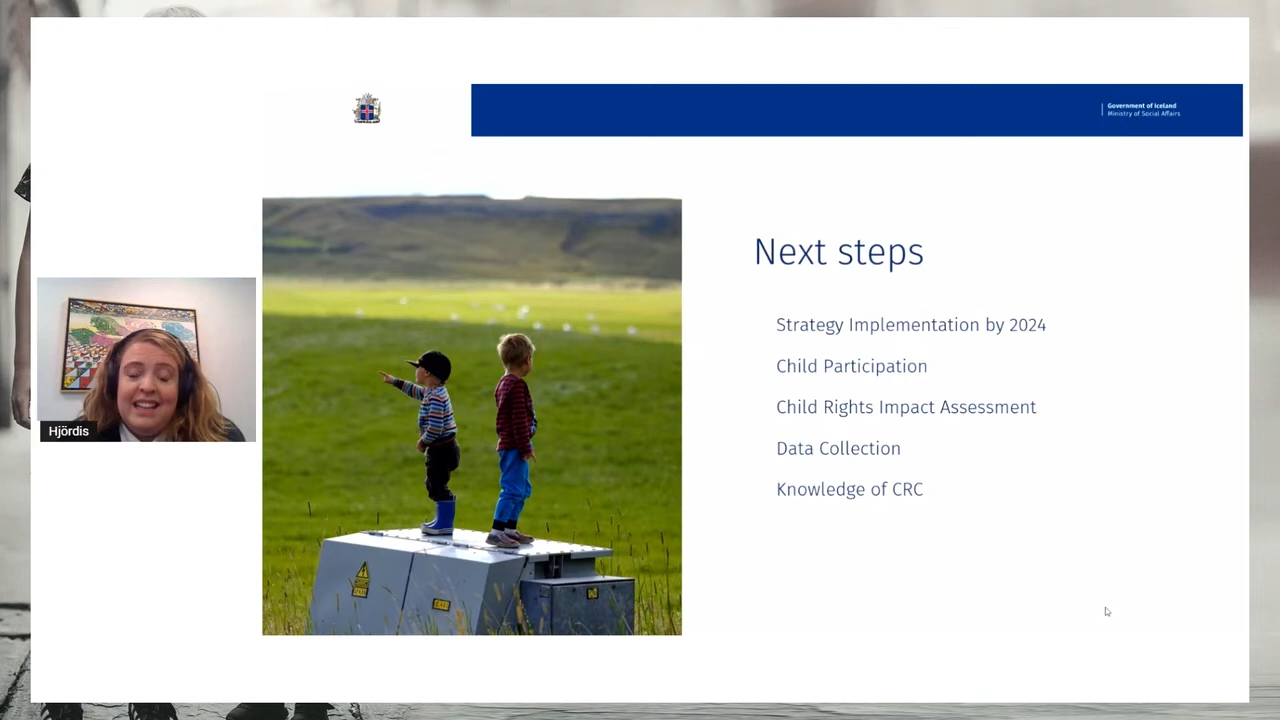 Government of Iceland
Ministry of Social Affairs
Next steps
Strategy Implementation by 2024
Child Participation
Child Rights Impact Assessment
Data Collection
Knowledge of CRC
Hjördis